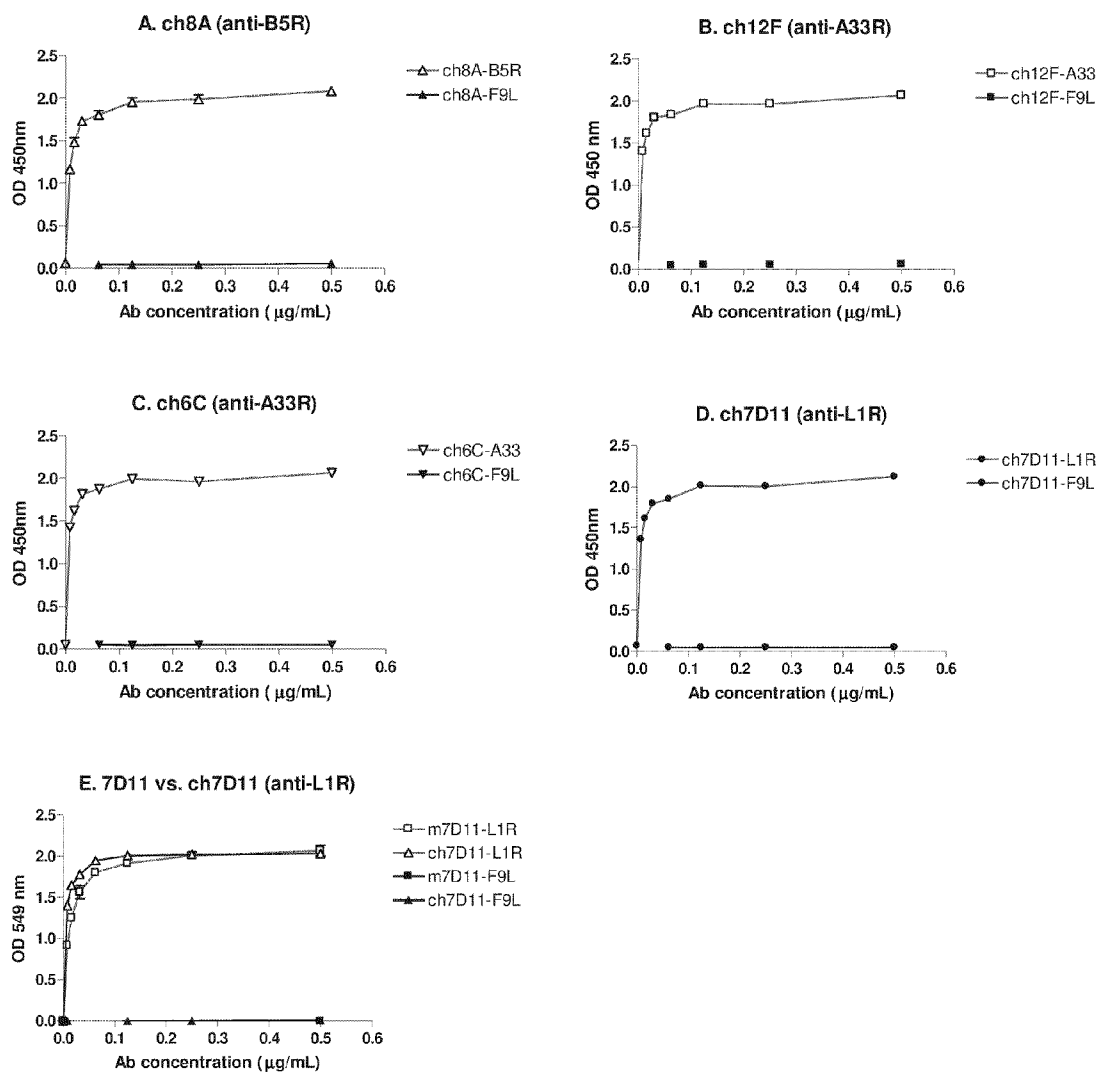 A. ch8A (anti-B5R)
2.5
2.0
1.5
1.0
0.5
0.0
OD 450nm
0.0 0.1 0.2 0.3 0.4 0.5 0.6
Ab concentration ( μg/mL)
ch8A-B5R
ch8A-F9L
B. ch12F (anti-A33R)
2.5
2.0
1.5
1.0
0.5
0
OD 450 nm
0.0 0.1 0.2 0.3 0.4 0.5 0.6
Ab concentration ( μg/mL)
ch12F-A33
ch12F-F9L
C. ch6C (anti-A33R)
2.5
2.0
1.5
1.0
0.5
0.0
OD 450nm
0.0 0.1 0.2 0.3 0.4 0.5 0.6
Ab concentration ( μg/mL)
ch6C-A33
ch6C-F9L
D. ch7D11 (anti-L1R)
2.5
2.0
1.5
1.0
0.5
0.0
OD 450nm
0.0 0.1 0.2 0.3 0.4 0.5 0.6
Ab concentration ( μg/mL)
ch7D11-L1R
ch7D11-F9L
E. 7D11 vs. ch7D11 (anti-L1R)
2.5
2.0
1.5
1.0
0.5
0.0
OD 549 nm
0.0 0.1 0.2 0.3 0.4 0.5 0.6
Ab concentration (μg/mL)
m7D11-L1R
ch7D11-L1R
m7D11-F9L
ch7D11-F9L